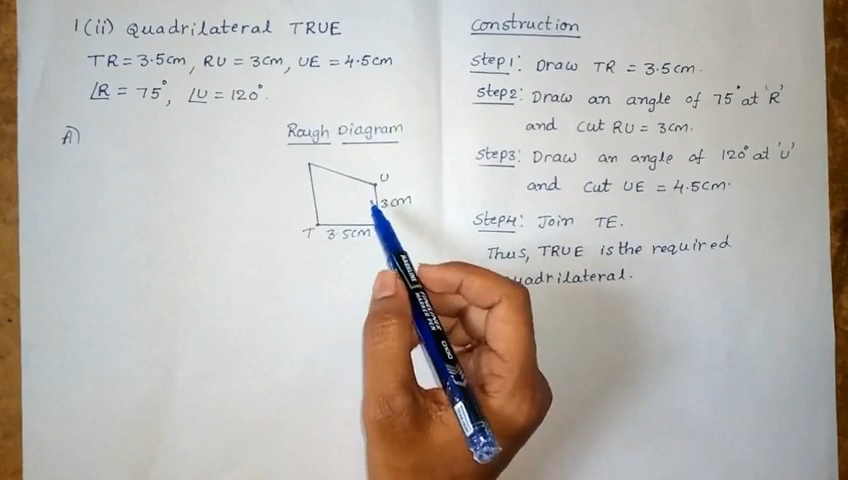 1(ii) Quadrilateral TRUE
TR = 3.5cm, RU = 3cm, UE = 4.5cm
∠R = 75°, ∠U = 120°.
A)
Rough Diagram
U
3cm
T 3.5cm
Construction
Step1: Draw TR = 3.5cm.
Step2: Draw an angle of 75° at 'R'
and cut RU = 3cm.
Step3: Draw an angle of 120° at 'U'
and cut UE = 4.5cm.
Step4: Join TE.
Thus, TRUE is the required
uadrilateral.